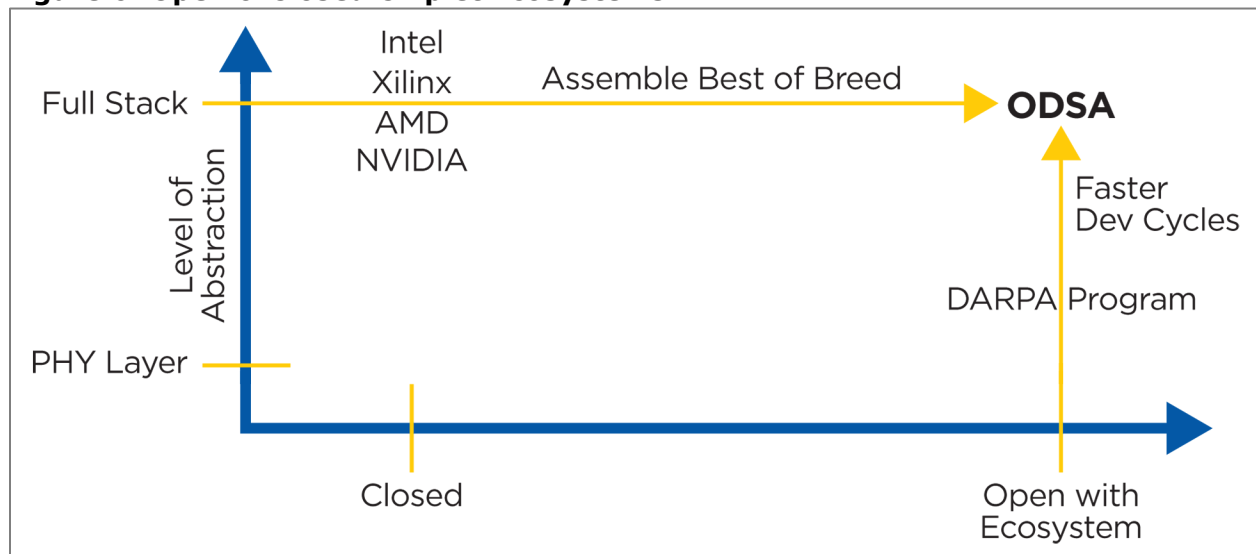 Intel
Xilinx
AMD
NVIDIA
Full Stack
Assemble Best of Breed
ODSA
Level of
Abstraction
Faster
Dev Cycles
DARPA Program
PHY Layer
Closed
Open with
Ecosystem